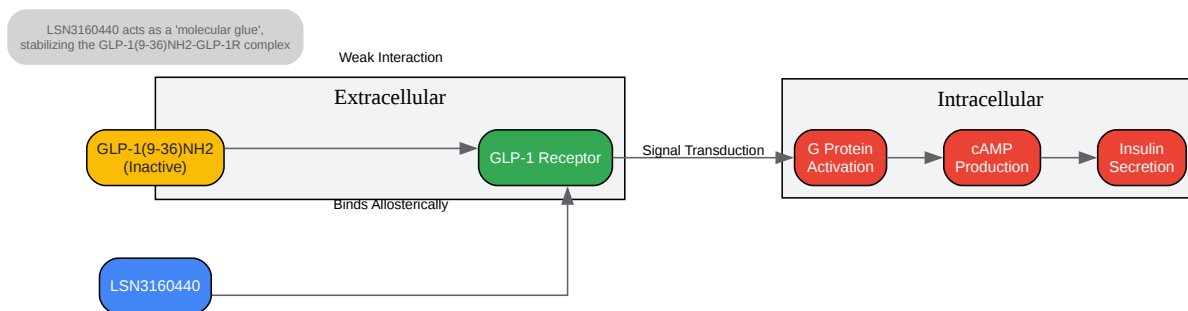 LSN3160440 acts as a 'molecular glue',
stabilizing the GLP-1(9-36)NH2-GLP-1R complex
Weak Interaction
Extracellular
Intracellular
GLP-1(9-36)NH2
(Inactive)
GLP-1 Receptor
Signal Transduction
G Protein
Activation
cAMP
Production
Insulin
Secretion
Binds Allosterically
LSN3160440